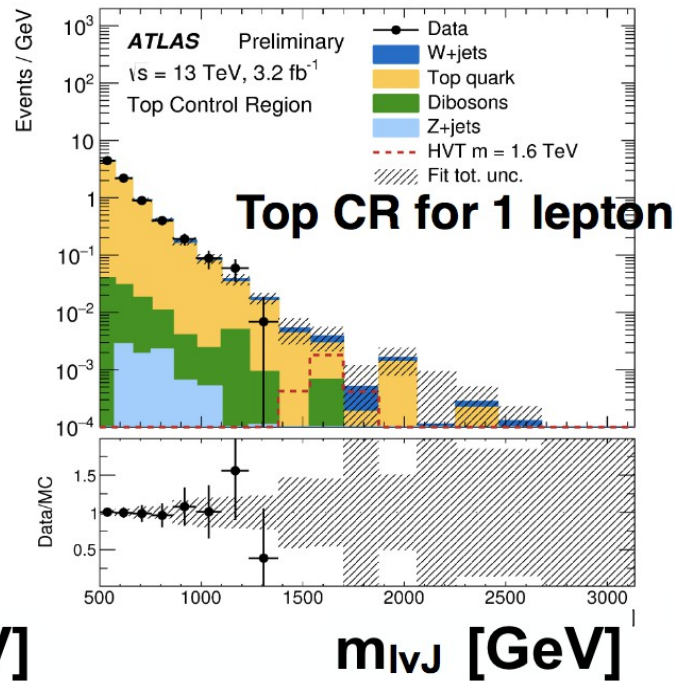 Events / GeV
10³
10²
10
1
10⁻¹
10⁻²
10⁻³
10⁻⁴
ATLAS Preliminary
√s = 13 TeV, 3.2 fb⁻¹
Top Control Region
Data
W+jets
Top quark
Dibosons
Z+jets
HVT m = 1.6 TeV
Fit tot. unc.
Top CR for 1 lepton
Data/MC
1.5
1
0.5
500 1000 1500 2000 2500 3000
V] mlvJ [GeV]